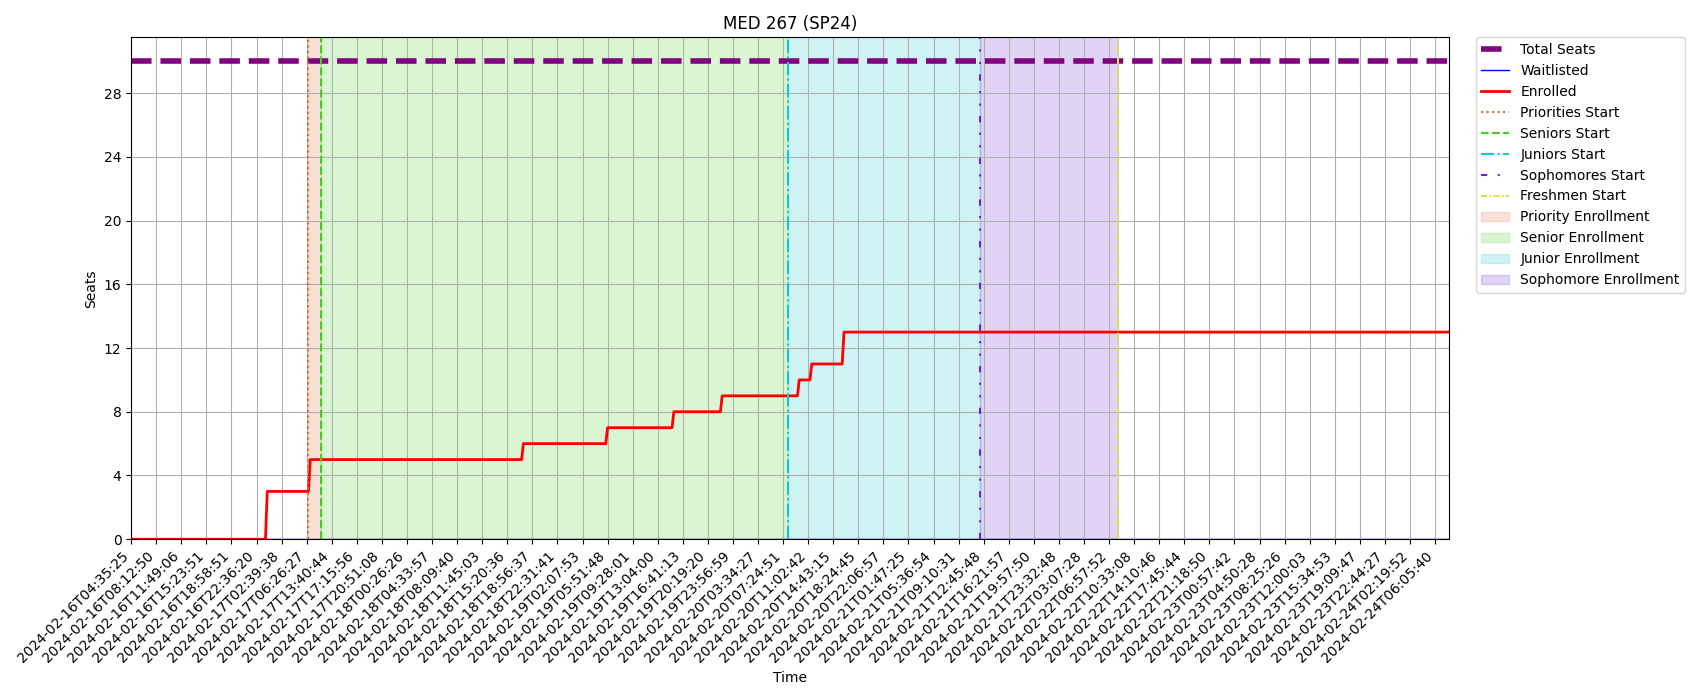 MED 267 (SP24)
Total Seats
Waitlisted
Enrolled
Priorities Start
Seniors Start
Juniors Start
Sophomores Start
Freshmen Start
Priority Enrollment
Senior Enrollment
Junior Enrollment
Sophomore Enrollment
Seats
28
24
20
16
12
8
4
0
2024-02-16T04:35:25
2024-02-16T08:12:50
2024-02-16T11:49:06
2024-02-16T15:23:51
2024-02-16T18:58:51
2024-02-16T22:36:20
2024-02-17T02:39:38
2024-02-17T06:26:27
2024-02-17T13:40:44
2024-02-17T17:15:56
2024-02-17T20:51:08
2024-02-18T00:26:26
2024-02-18T04:33:57
2024-02-18T08:09:40
2024-02-18T11:45:03
2024-02-18T15:20:36
2024-02-18T18:56:37
2024-02-18T22:31:41
2024-02-19T02:07:53
2024-02-19T05:51:48
2024-02-19T09:28:01
2024-02-19T13:04:00
2024-02-19T16:41:13
2024-02-19T20:19:20
2024-02-19T23:56:59
2024-02-20T03:34:27
2024-02-20T07:24:51
2024-02-20T11:02:42
2024-02-20T14:43:15
2024-02-20T18:24:45
2024-02-20T22:06:57
2024-02-21T01:47:25
2024-02-21T05:36:54
2024-02-21T09:10:31
2024-02-21T12:45:48
2024-02-21T16:21:57
2024-02-21T19:57:50
2024-02-21T23:32:48
2024-02-22T03:07:28
2024-02-22T06:57:52
2024-02-22T10:33:08
2024-02-22T14:10:46
2024-02-22T17:45:44
2024-02-22T21:18:50
2024-02-23T00:57:42
2024-02-23T04:50:28
2024-02-23T08:25:26
2024-02-23T12:00:03
2024-02-23T15:34:53
2024-02-23T19:09:47
2024-02-23T22:44:27
2024-02-24T02:19:52
2024-02-24T06:05:40
Time